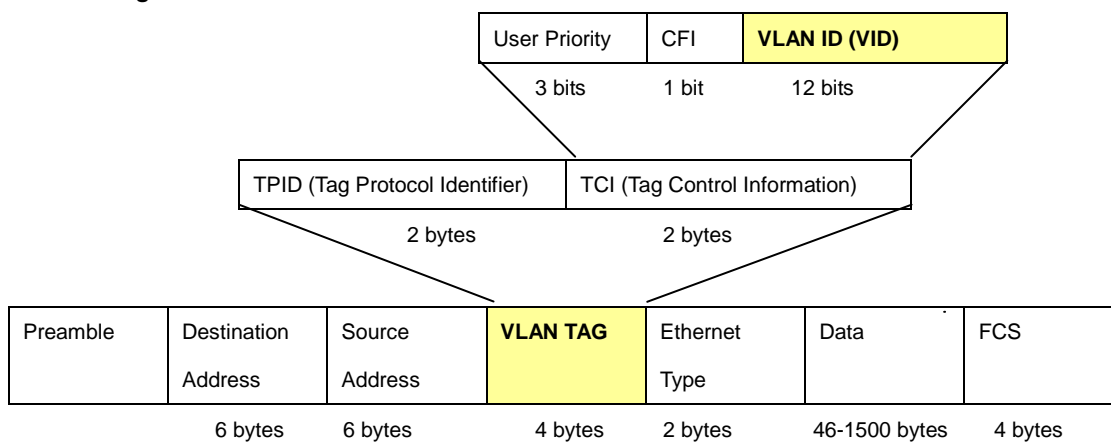 User Priority CFI VLAN ID (VID)
3 bits 1 bit 12 bits
TPID (Tag Protocol Identifier) TCI (Tag Control Information)
2 bytes 2 bytes
Preamble Destination Source VLAN TAG Ethernet Data FCS
Address Address Type
6 bytes 6 bytes 4 bytes 2 bytes 46-1500 bytes 4 bytes